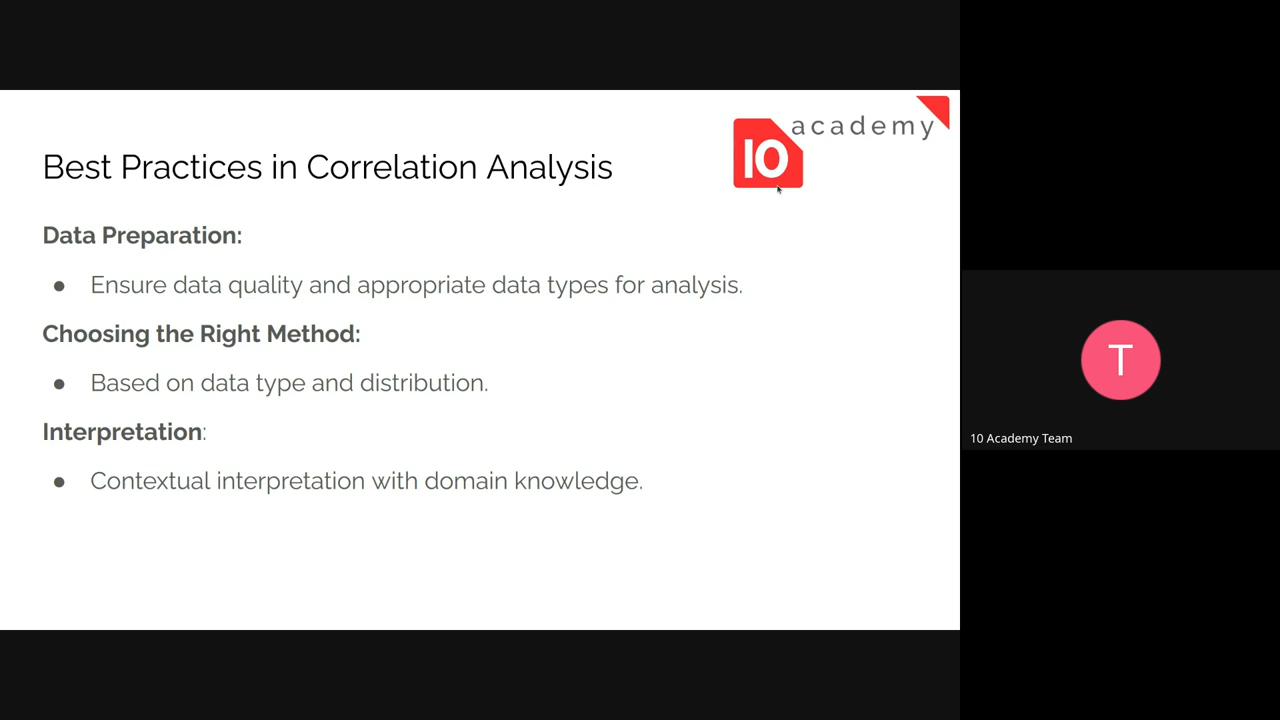 academy
10
Best Practices in Correlation Analysis
Data Preparation:
● Ensure data quality and appropriate data types for analysis.
Choosing the Right Method:
● Based on data type and distribution.
Interpretation:
● Contextual interpretation with domain knowledge.
T
10 Academy Team